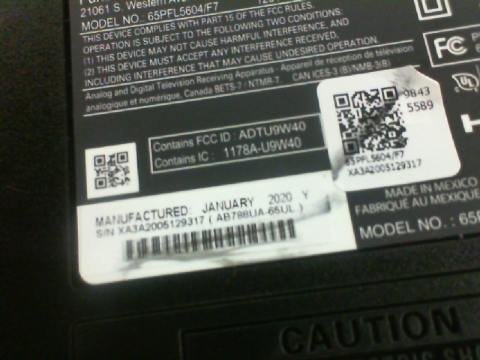 21061 S. Western
MODEL NO. : 65PFL5604/F7
THIS DEVICE COMPLIES WITH PART 15 OF THE FCC RULES.
OPERATION IS SUBJECT TO THE FOLLOWING TWO CONDITIONS:
(1) THIS DEVICE MAY NOT CAUSE HARMFUL INTERFERENCE, AND
(2) THIS DEVICE MUST ACCEPT ANY INTERFERENCE RECEIVED,
INCLUDING INTERFERENCE THAT MAY CAUSE UNDESIRED OPERATION.
Analog and Digital Television Receiving Apparatus - Appareil de réception de télévision
analogique et numérique, Canada BETS-7 / NTMR-7 CAN ICES-3 (B)/NMB-3(B)
FC
UL
0843
5589
65PFL5604/F7
XA3A2005129317
Contains FCC ID : ADTU9W40
Contains IC : 1178A-U9W40
MANUFACTURED: JANUARY 2020 Y
S/N XA3A2005129317 ( AB788UA-65UL )
MADE IN MEXICO
FABRIQUÉ AU MEXIQUE
MODEL NO. :
CAUTION